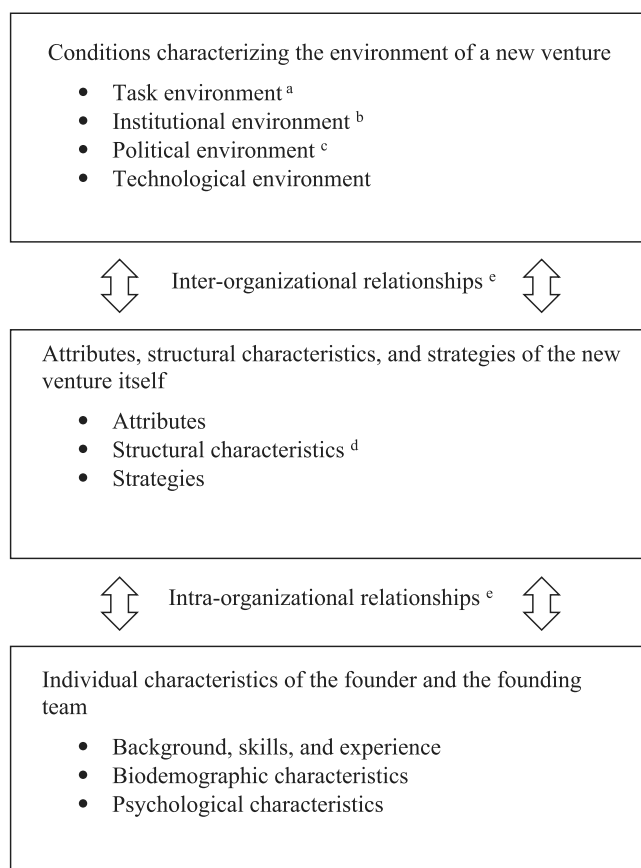 Conditions characterizing the environment of a new venture
• Task environment a
• Institutional environment b
• Political environment c
• Technological environment
Inter-organizational relationships e
Attributes, structural characteristics, and strategies of the new
venture itself
• Attributes
• Structural characteristics d
• Strategies
Intra-organizational relationships e
Individual characteristics of the founder and the founding
team
• Background, skills, and experience
• Biodemographic characteristics
• Psychological characteristics